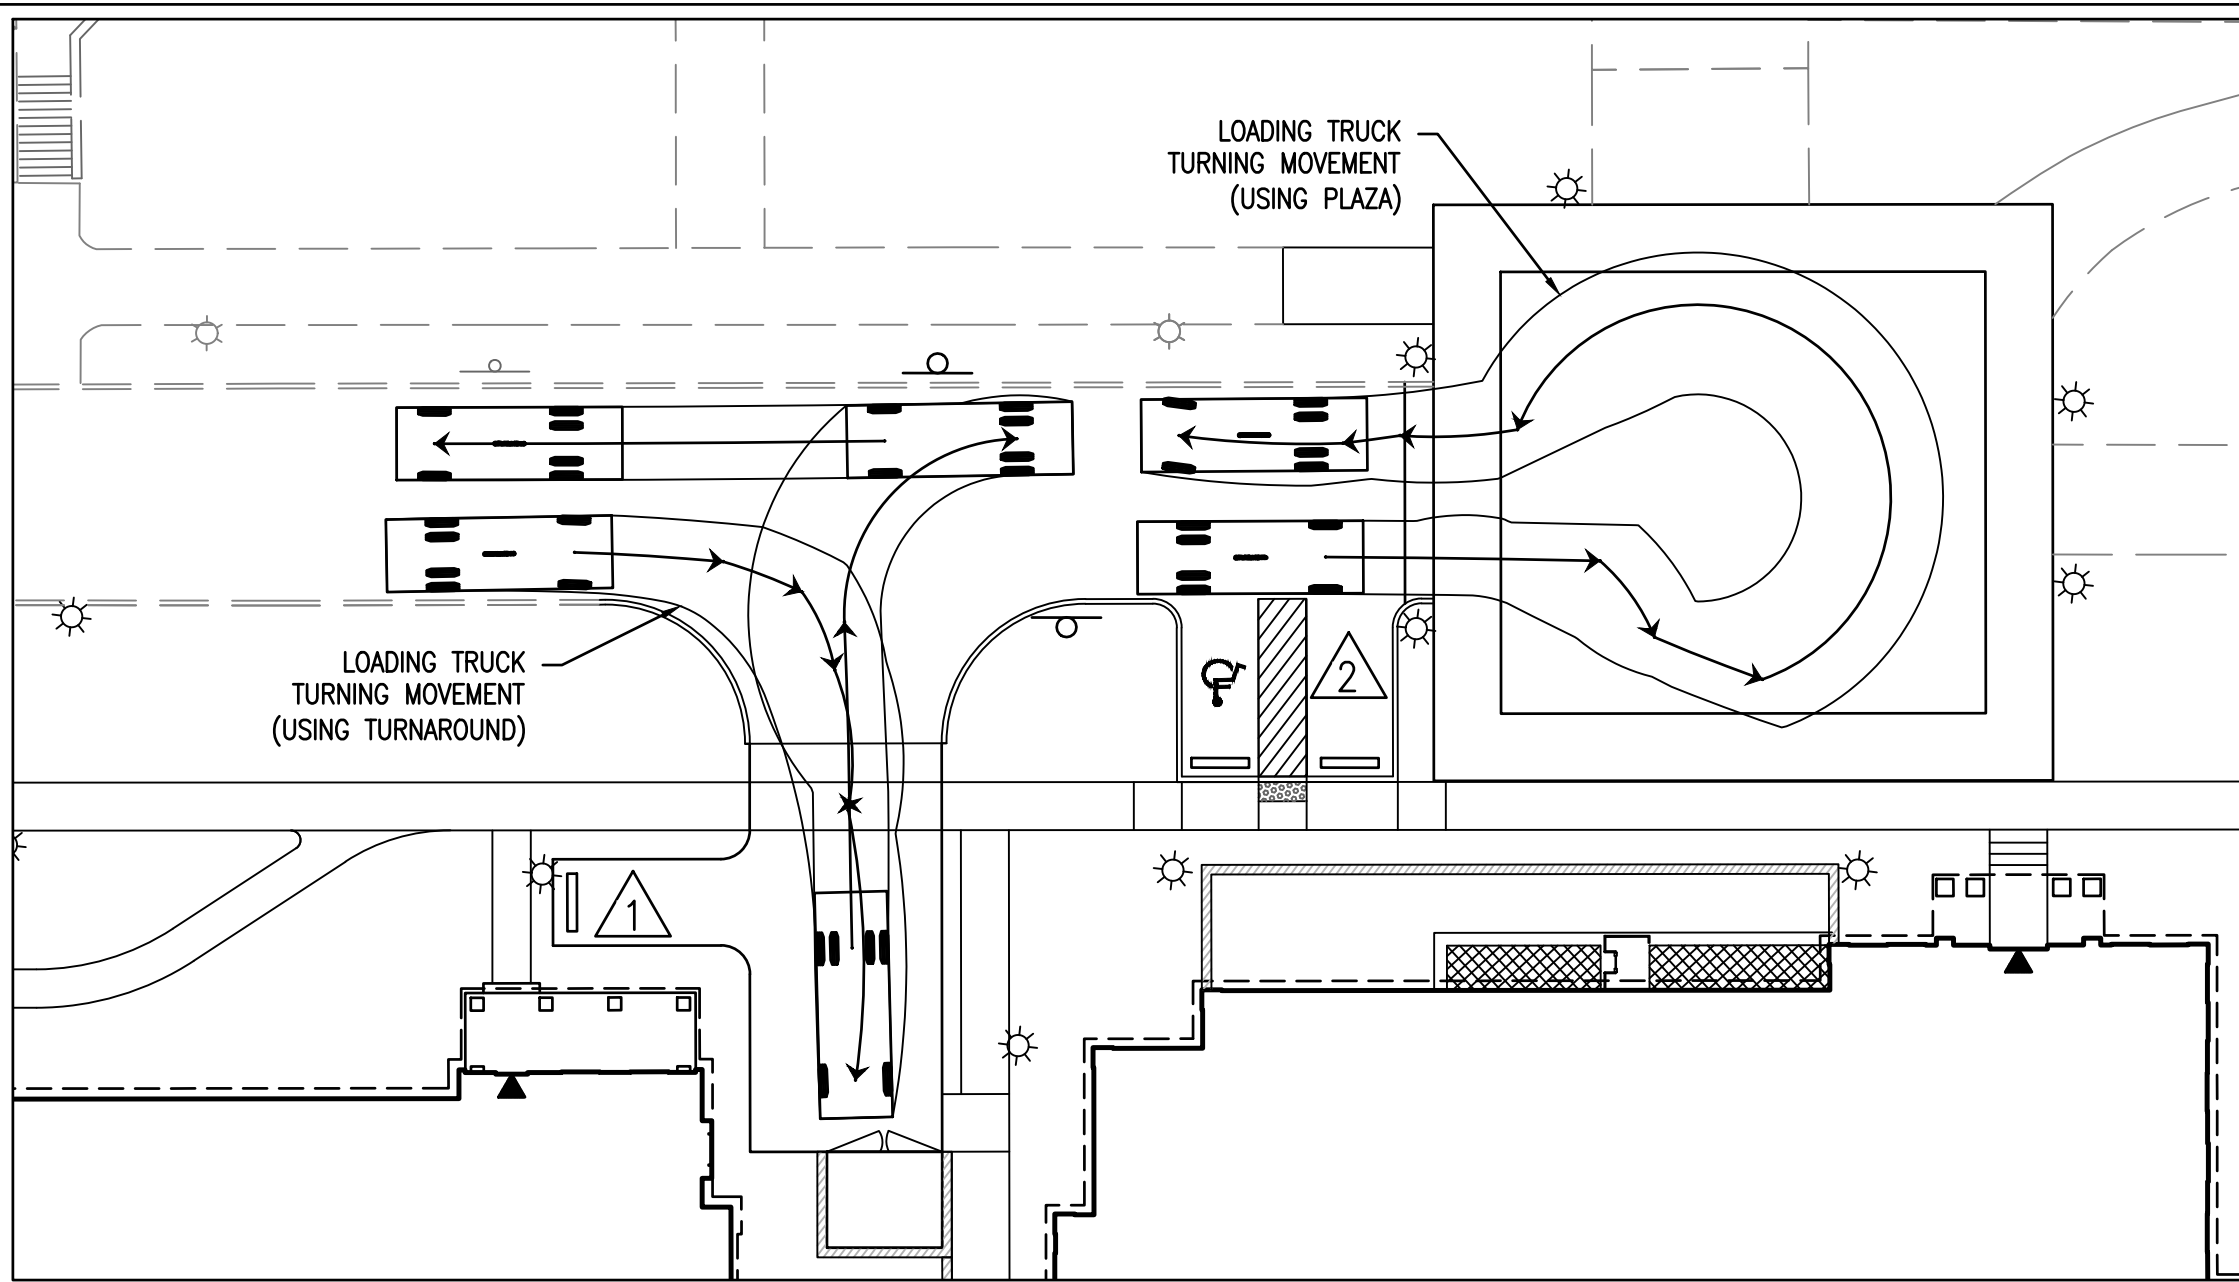 LOADING TRUCK
TURNING MOVEMENT
(USING PLAZA)
LOADING TRUCK
TURNING MOVEMENT
(USING TURNAROUND)
2
1